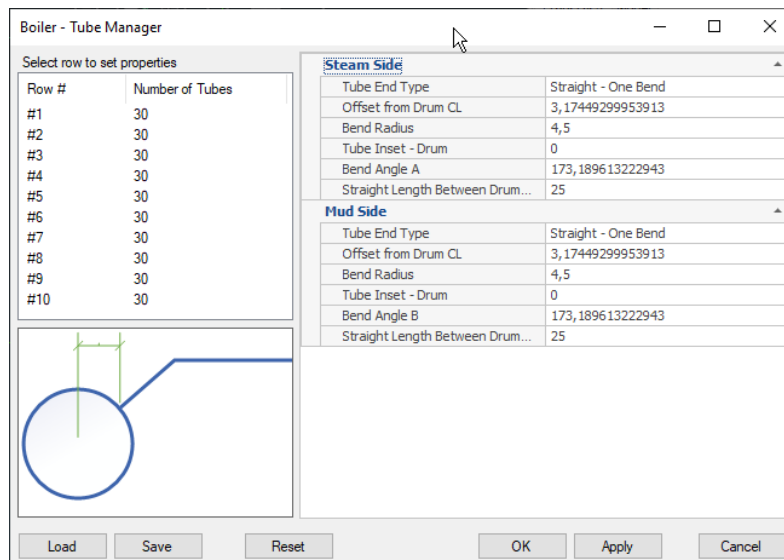 Boiler - Tube Manager
Select row to set properties
Row # Number of Tubes
#1 30
#2 30
#3 30
#4 30
#5 30
#6 30
#7 30
#8 30
#9 30
#10 30
Steam Side
Tube End Type Straight - One Bend
Offset from Drum CL 3,17449299953913
Bend Radius 4,5
Tube Inset - Drum 0
Bend Angle A 173,189613222943
Straight Length Between Drum... 25
Mud Side
Tube End Type Straight - One Bend
Offset from Drum CL 3,17449299953913
Bend Radius 4,5
Tube Inset - Drum 0
Bend Angle B 173,189613222943
Straight Length Between Drum... 25
Load Save Reset OK Apply Cancel